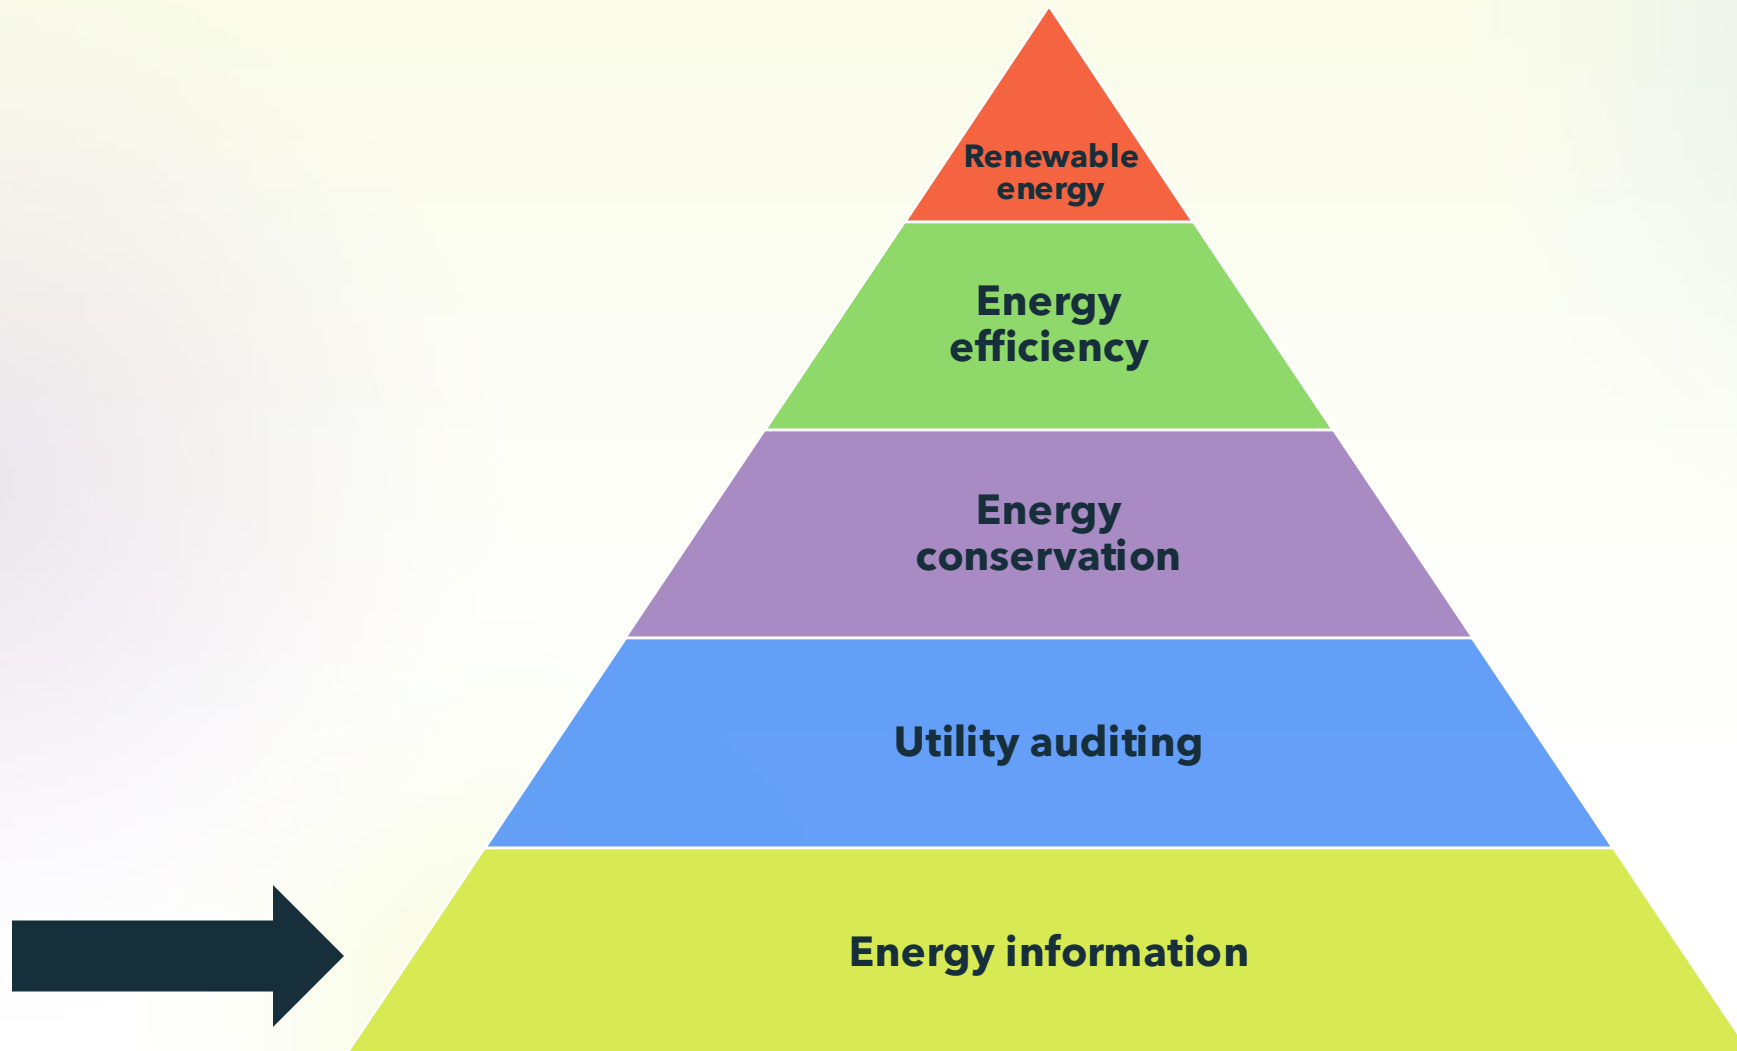 Renewable
energy
Energy
efficiency
Energy
conservation
Utility auditing
Energy information